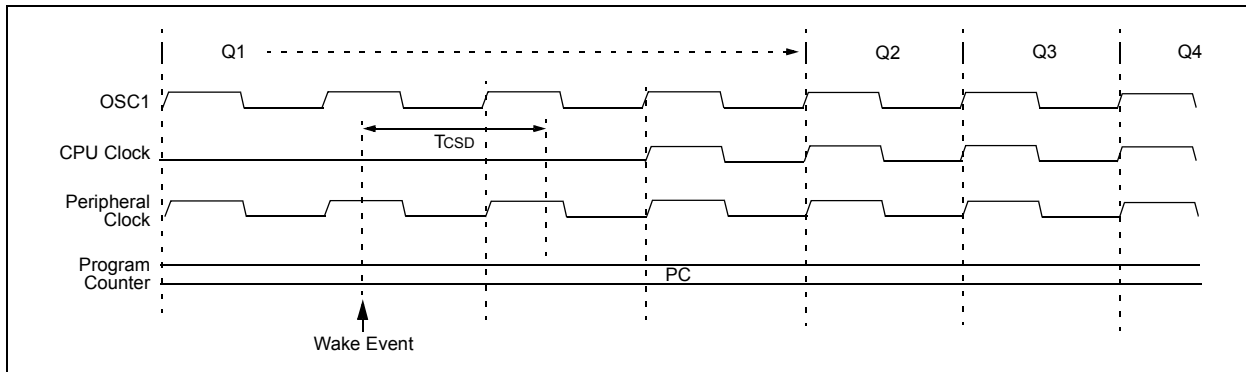 Q1 Q2 Q3 Q4
OSC1
TCSD
CPU Clock
Peripheral
Clock
Program
Counter
PC
Wake Event